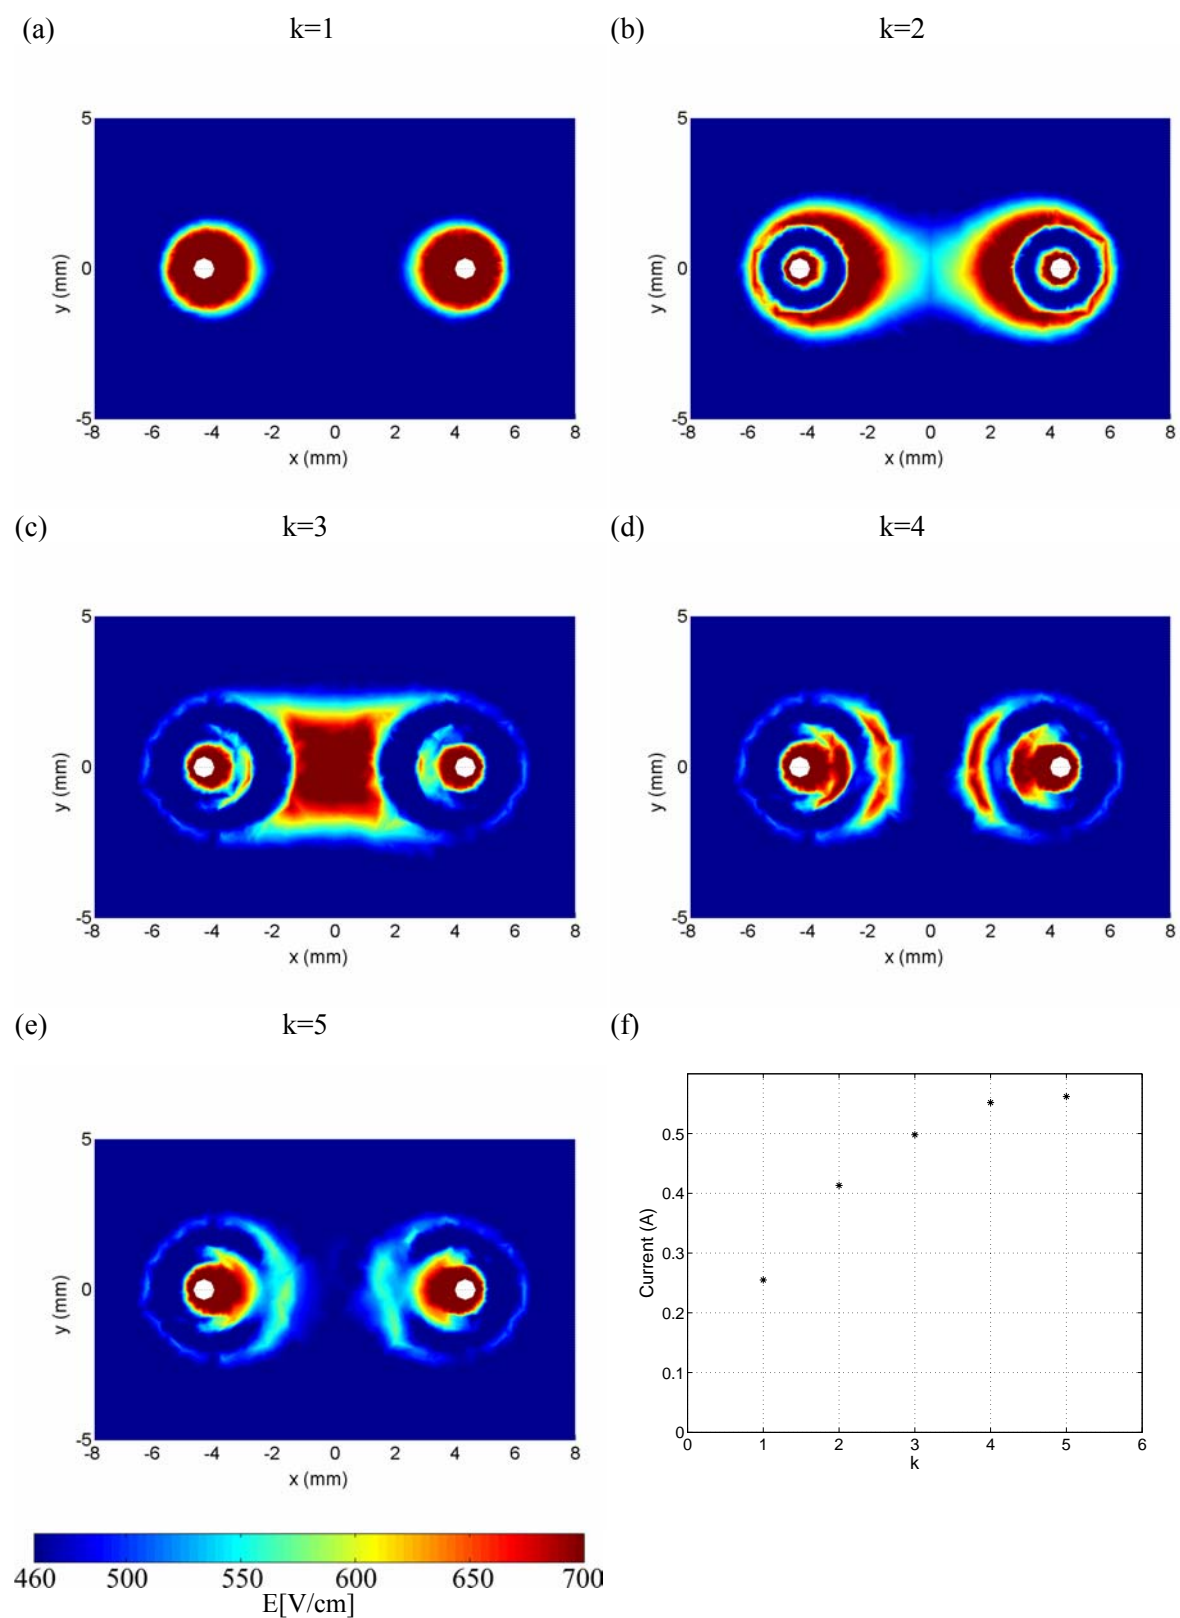 (a) k=1
(b) k=2
5
0
-5
-8 -6 -4 -2 0 2 4 6 8
x (mm)
y (mm)
5
0
-5
-8 -6 -4 -2 0 2 4 6 8
x (mm)
y (mm)
(c) k=3
(d) k=4
5
0
-5
-8 -6 -4 -2 0 2 4 6 8
x (mm)
y (mm)
5
0
-5
-8 -6 -4 -2 0 2 4 6 8
x (mm)
y (mm)
(e) k=5
(f)
5
0
-5
-8 -6 -4 -2 0 2 4 6 8
x (mm)
y (mm)
0.5
0.4
0.3
0.2
0.1
0
0 1 2 3 4 5 6
k
Current (A)
460 500 550 600 650 700
E[V/cm]